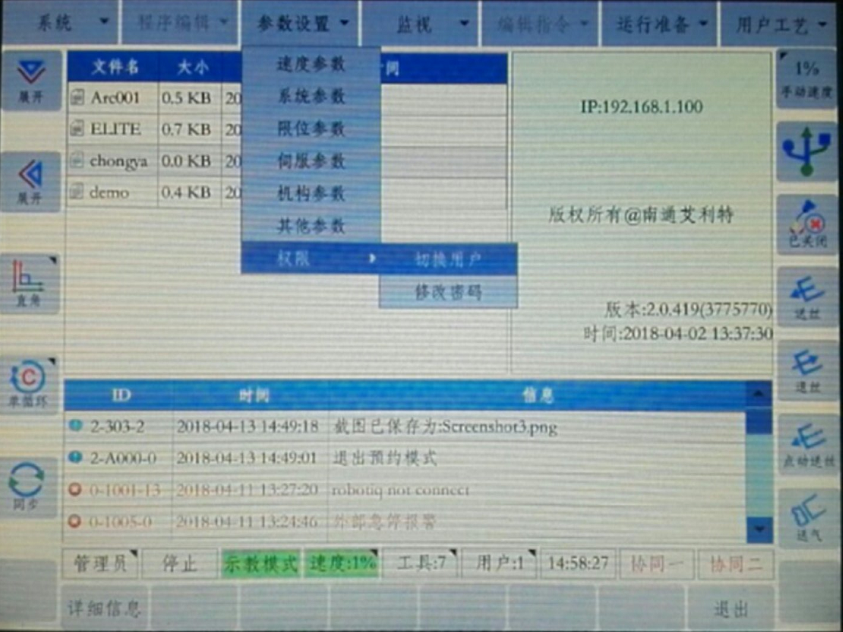 系统 程序编辑 参数设置 监视 编辑指令 运行准备 用户工艺
展开
展开
直角
单循环
同步
文件名 大小 间
Arc001 0.5 KB 20
ELITE 0.7 KB 20
chongya 0.0 KB 20
demo 0.4 KB 20
速度参数
系统参数
限位参数
伺服参数
机构参数
其他参数
权限 切换用户
修改密码
IP:192.168.1.100
版权所有@南通艾利特
版本:2.0.419(3775770)
时间:2018-04-02 13:37:30
1%
手动速度
已关闭
送丝
送丝
点动送丝
送气
ID 时间 信息
2-303-2 2018-04-13 14:49:18 截图已保存为:Screenshot3.png
2-A000-0 2018-04-13 14:49:01 退出预约模式
0-1001-13 2018-04-11 13:27:20 robotiq not connect
0-1005-0 2018-04-11 13:24:46 外部急停报警
管理员 停止 示教模式 速度:1% 工具:7 用户:1 14:58:27 协同一 协同二
详细信息 退出